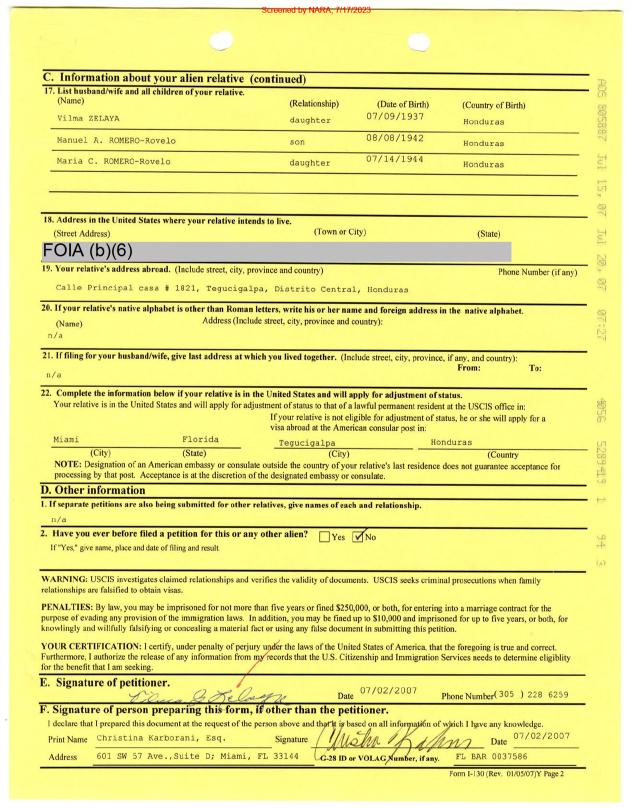 Screened by NARA, 7/17/2023
C. Information about your alien relative (continued)
17. List husband/wife and all children of your relative.
(Name) (Relationship) (Date of Birth) (Country of Birth)
Vilma ZELAYA daughter 07/09/1937 Honduras
Manuel A. ROMERO-Rovelo son 08/08/1942 Honduras
Maria C. ROMERO-Rovelo daughter 07/14/1944 Honduras
18. Address in the United States where your relative intends to live.
(Street Address) (Town or City) (State)
FOIA (b)(6)
19. Your relative's address abroad. (Include street, city, province and country) Phone Number (if any)
Calle Principal casa # 1821, Tegucigalpa, Distrito Central, Honduras
20. If your relative's native alphabet is other than Roman letters, write his or her name and foreign address in the native alphabet.
(Name) Address (Include street, city, province and country):
n/a
21. If filing for your husband/wife, give last address at which you lived together. (Include street, city, province, if any, and country):
From: To:
n/a
22. Complete the information below if your relative is in the United States and will apply for adjustment of status.
Your relative is in the United States and will apply for adjustment of status to that of a lawful permanent resident at the USCIS office in:
If your relative is not eligible for adjustment of status, he or she will apply for a
visa abroad at the American consular post in:
Miami Florida Tegucigalpa Honduras
(City) (State) (City) (Country
NOTE: Designation of an American embassy or consulate outside the country of your relative's last residence does not guarantee acceptance for
processing by that post. Acceptance is at the discretion of the designated embassy or consulate.
D. Other information
1. If separate petitions are also being submitted for other relatives, give names of each and relationship.
n/a
2. Have you ever before filed a petition for this or any other alien? Yes No
If "Yes," give name, place and date of filing and result.
WARNING: USCIS investigates claimed relationships and verifies the validity of documents. USCIS seeks criminal prosecutions when family
relationships are falsified to obtain visas.
PENALTIES: By law, you may be imprisoned for not more than five years or fined $250,000, or both, for entering into a marriage contract for the
purpose of evading any provision of the immigration laws. In addition, you may be fined up to $10,000 and imprisoned for up to five years, or both, for
knowingly and willfully falsifying or concealing a material fact or using any false document in submitting this petition.
YOUR CERTIFICATION: I certify, under penalty of perjury under the laws of the United States of America, that the foregoing is true and correct.
Furthermore, I authorize the release of any information from my records that the U.S. Citizenship and Immigration Services needs to determine eligiblity
for the benefit that I am seeking.
E. Signature of petitioner.
Date 07/02/2007 Phone Number (305 ) 228 6259
F. Signature of person preparing this form, if other than the petitioner.
I declare that I prepared this document at the request of the person above and that it is based on all information of which I have any knowledge.
Print Name Christina Karborani, Esq. Signature Date 07/02/2007
Address 601 SW 57 Ave.,Suite D; Miami, FL 33144 G-28 ID or VOLAG Number, if any. FL BAR 0037586
Form I-130 (Rev. 01/05/07)Y Page 2